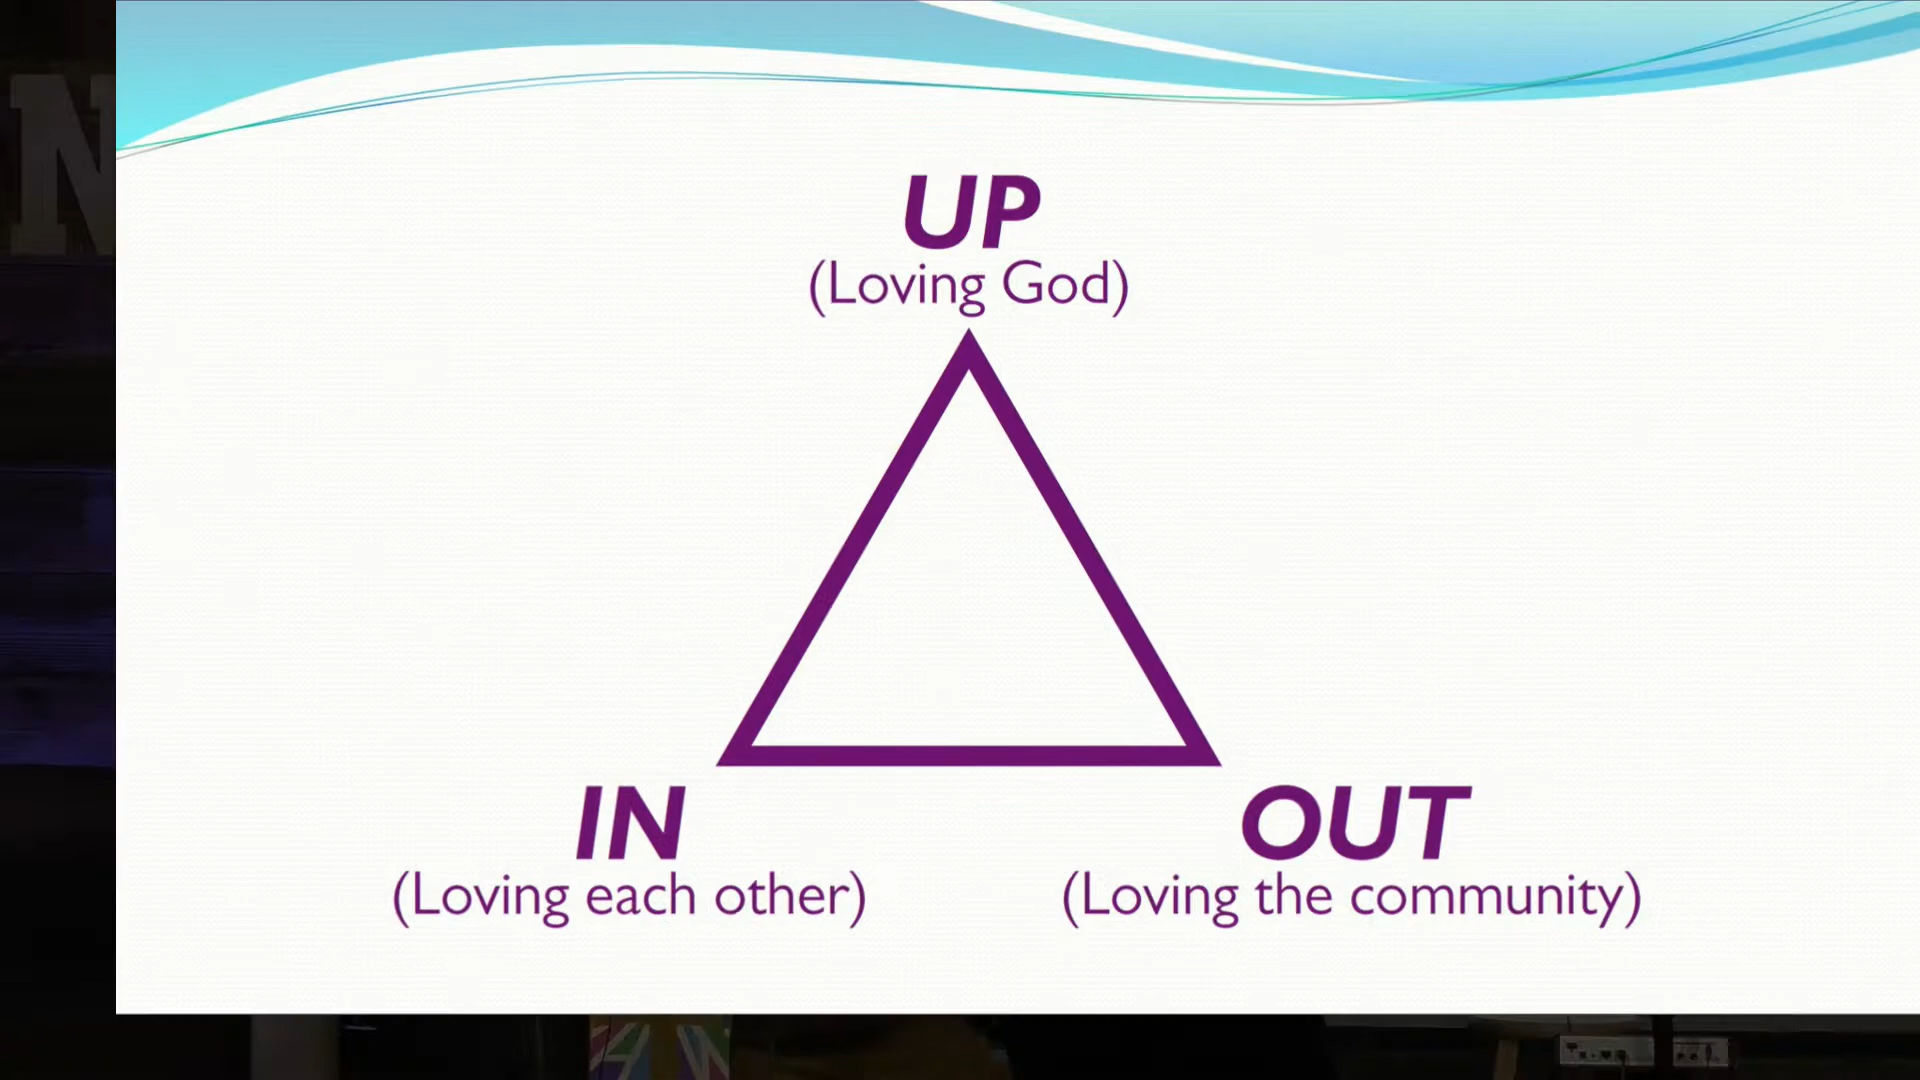 N
UP
(Loving God)
IN
(Loving each other)
OUT
(Loving the community)